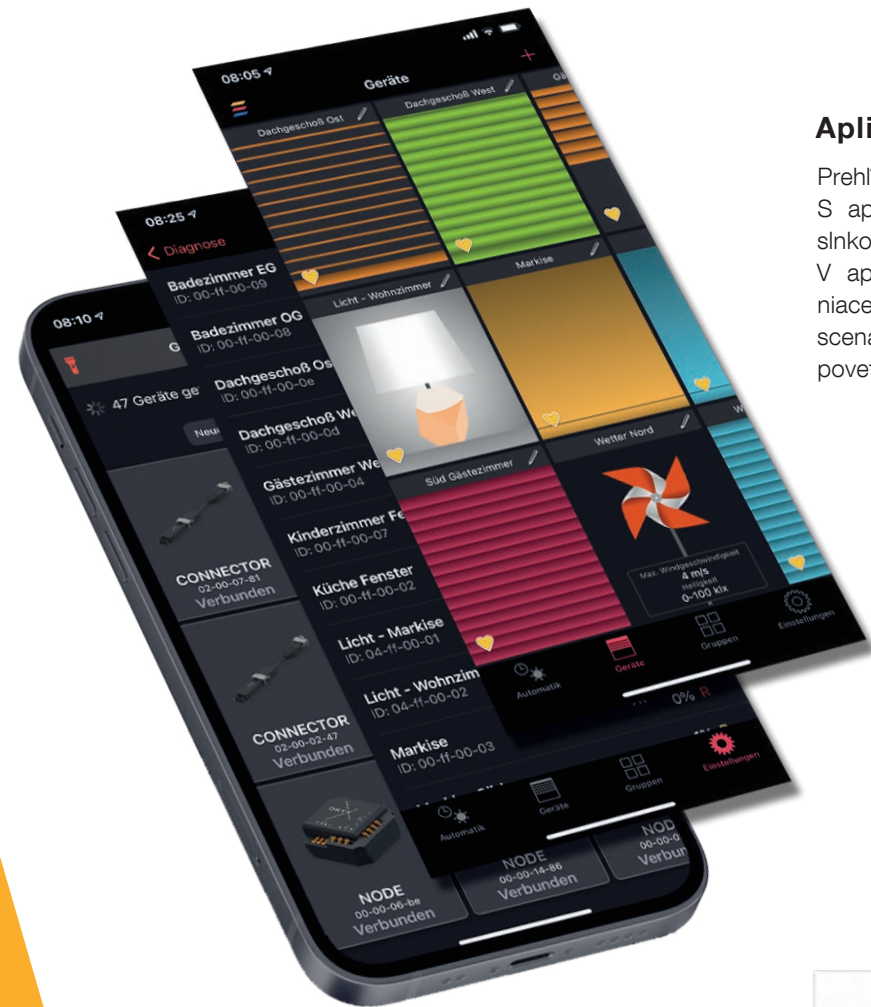 08:05
Geräte
Dachgeschoß Ost
Dachgeschoß West
Licht - Wohnzimmer
Markise
Süd Gästezimmer
Wetter Nord
Max. Windgeschwindigkeit
4 m/s
Helligkeit
0-100 klx
Automatik
Geräte
Gruppen
Einstellungen
08:25
Diagnose
Badezimmer EG
ID: 00-ff-00-09
Badezimmer OG
ID: 00-ff-00-08
Dachgeschoß Os
ID: 00-ff-00-0e
Dachgeschoß We
ID: 00-ff-00-0d
Gästezimmer We
ID: 00-ff-00-04
Kinderzimmer Fe
ID: 00-ff-00-07
Küche Fenster
ID: 00-ff-00-02
Licht - Markise
ID: 04-ff-00-01
Licht - Wohnzim
ID: 04-ff-00-02
0% R
Markise
ID: 00-ff-00-03
Automatik
Geräte
Gruppen
Einstellungen
08:10
G
47 Geräte ge
Neu
CONNECTOR
02-00-07-81
Verbunden
CONNECTOR
02-00-02-47
Verbunden
ONYX
NODE
00-00-06-be
Verbunden
NODE
00-00-14-86
Verbunden
NOD
00-00-0
Verbur
Apli
Prehľ
S ap
slnko
V ap
niace
scená
povet